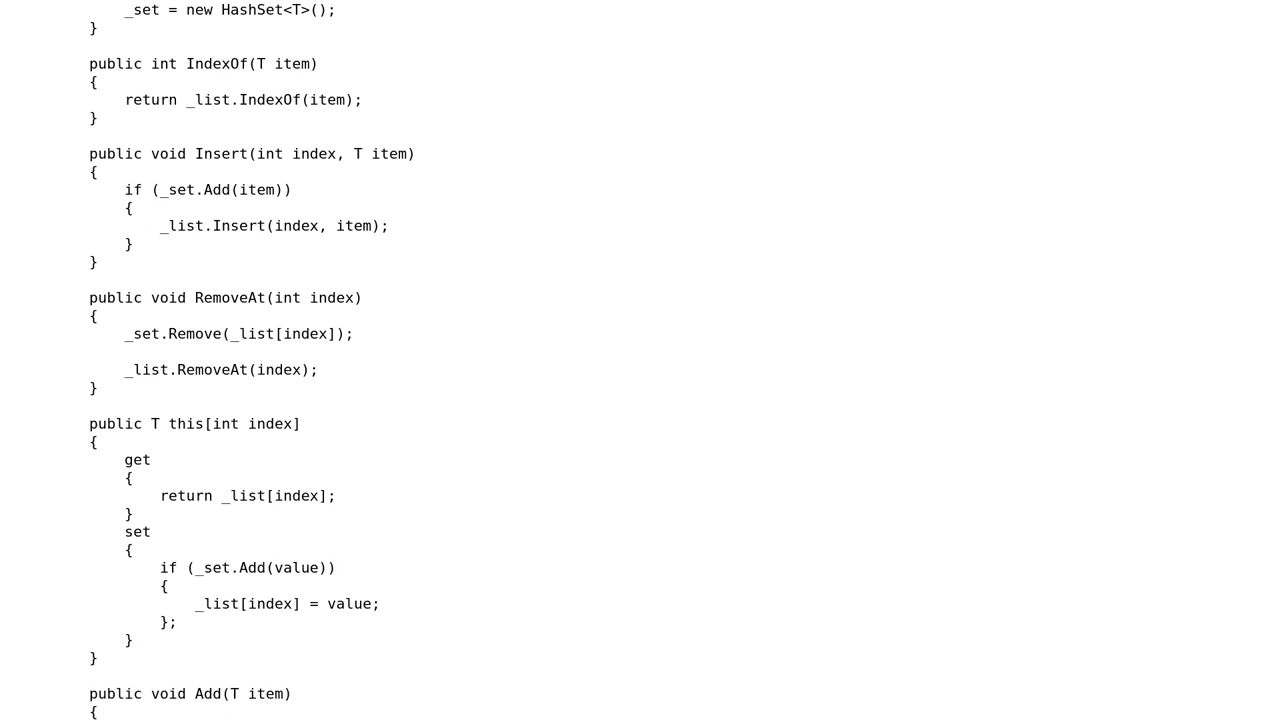 _set = new HashSet<T>();
}
public int IndexOf(T item)
{
return _list.IndexOf(item);
}
public void Insert(int index, T item)
{
if (_set.Add(item))
{
_list.Insert(index, item);
}
}
public void RemoveAt(int index)
{
_set.Remove(_list[index]);
_list.RemoveAt(index);
}
public T this[int index]
{
get
{
return _list[index];
}
set
{
if (_set.Add(value))
{
_list[index] = value;
};
}
}
public void Add(T item)
{